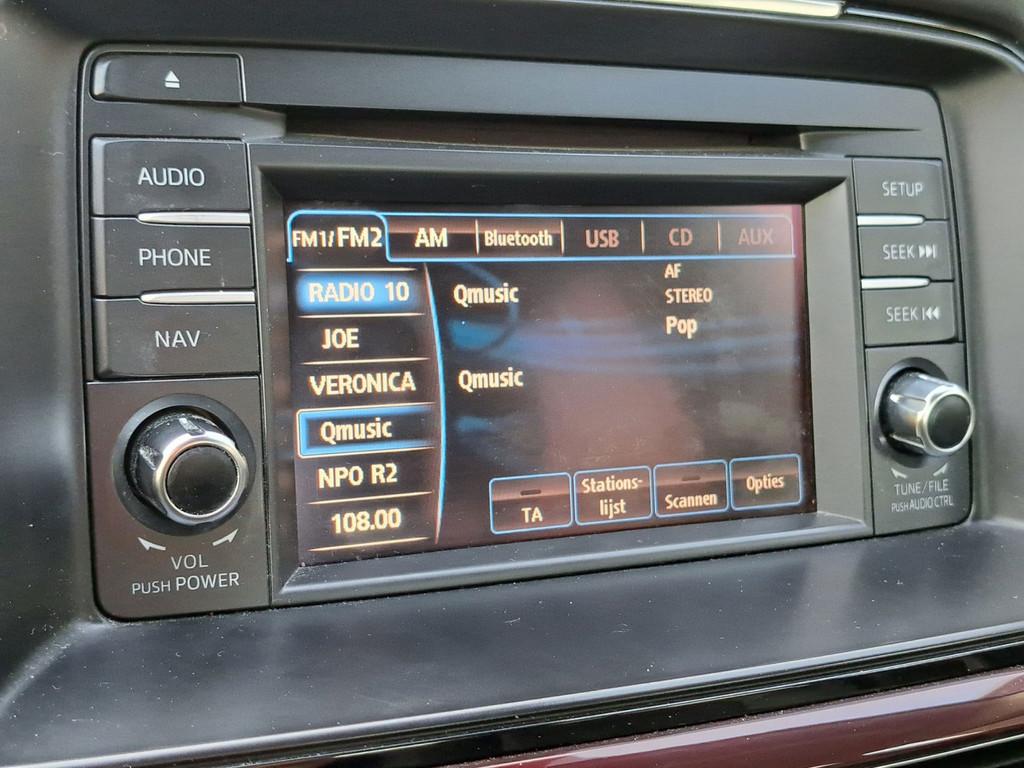 AUDIO
PHONE
NAV
VOL
PUSH POWER
FM1/FM2 AM Bluetooth USB CD AUX
RADIO 10
JOE
VERONICA
Qmusic
NPO R2
108.00
Qmusic
AF
STEREO
Pop
Qmusic
TA
Stations-
lijst
Scannen
Opties
SETUP
SEEK
SEEK
TUNE/FILE
PUSH AUDIO CTRL